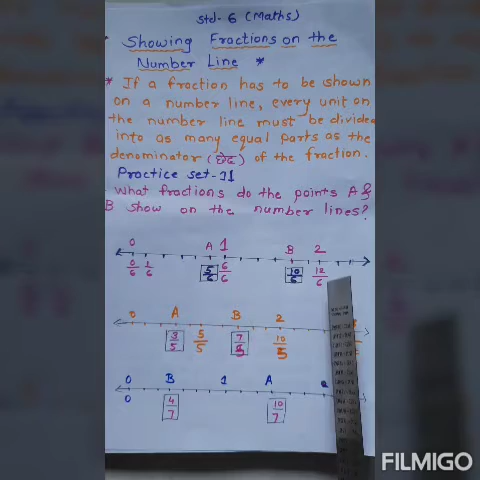 Std- 6 (Maths)
* Showing Fractions on the
Number Line *
* If a fraction has to be shown
on a number line, every unit on
the number line must be divided
into as many equal parts as the
denominator (छेद) of the fraction.
Practice set-11
What fractions do the points A &
B show on the number lines?
0 A 1 B 2
0/6 1/6 5/6 6/6 10/6 12/6
0 A B 2
3/5 5/5 7/5 10/5
0 B 1 A
0 4/7 10/7
FILMIGO